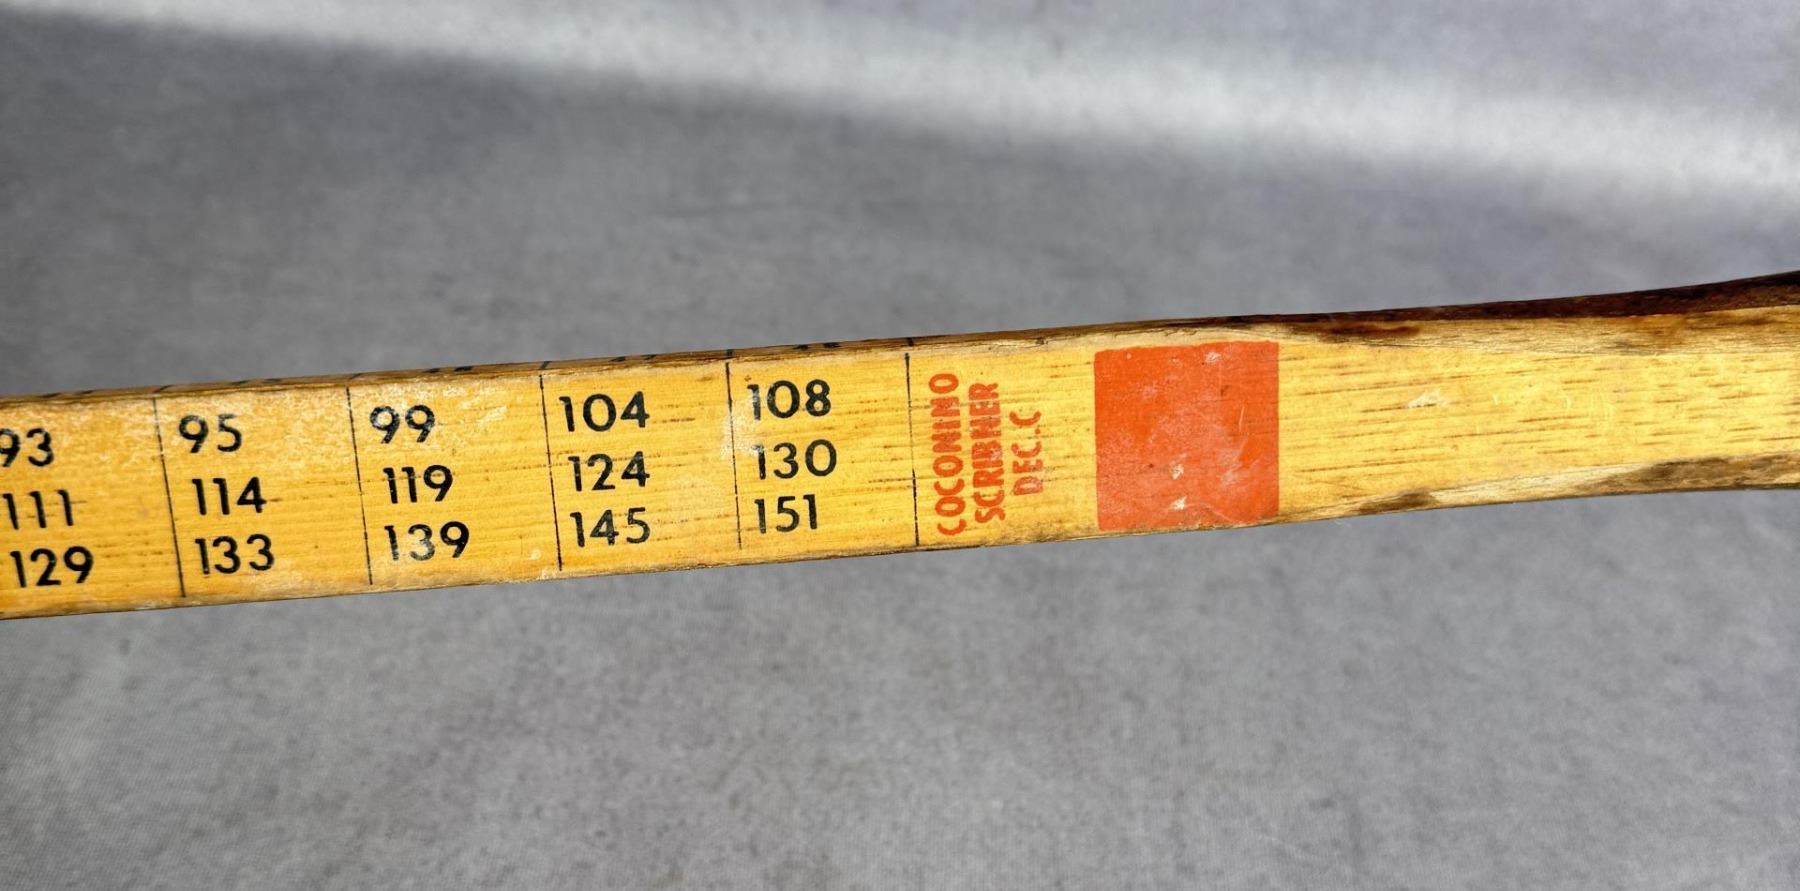 93 95 99 104 108
111 114 119 124 130
129 133 139 145 151
COCONINO
SCRIBNER
DEC.C